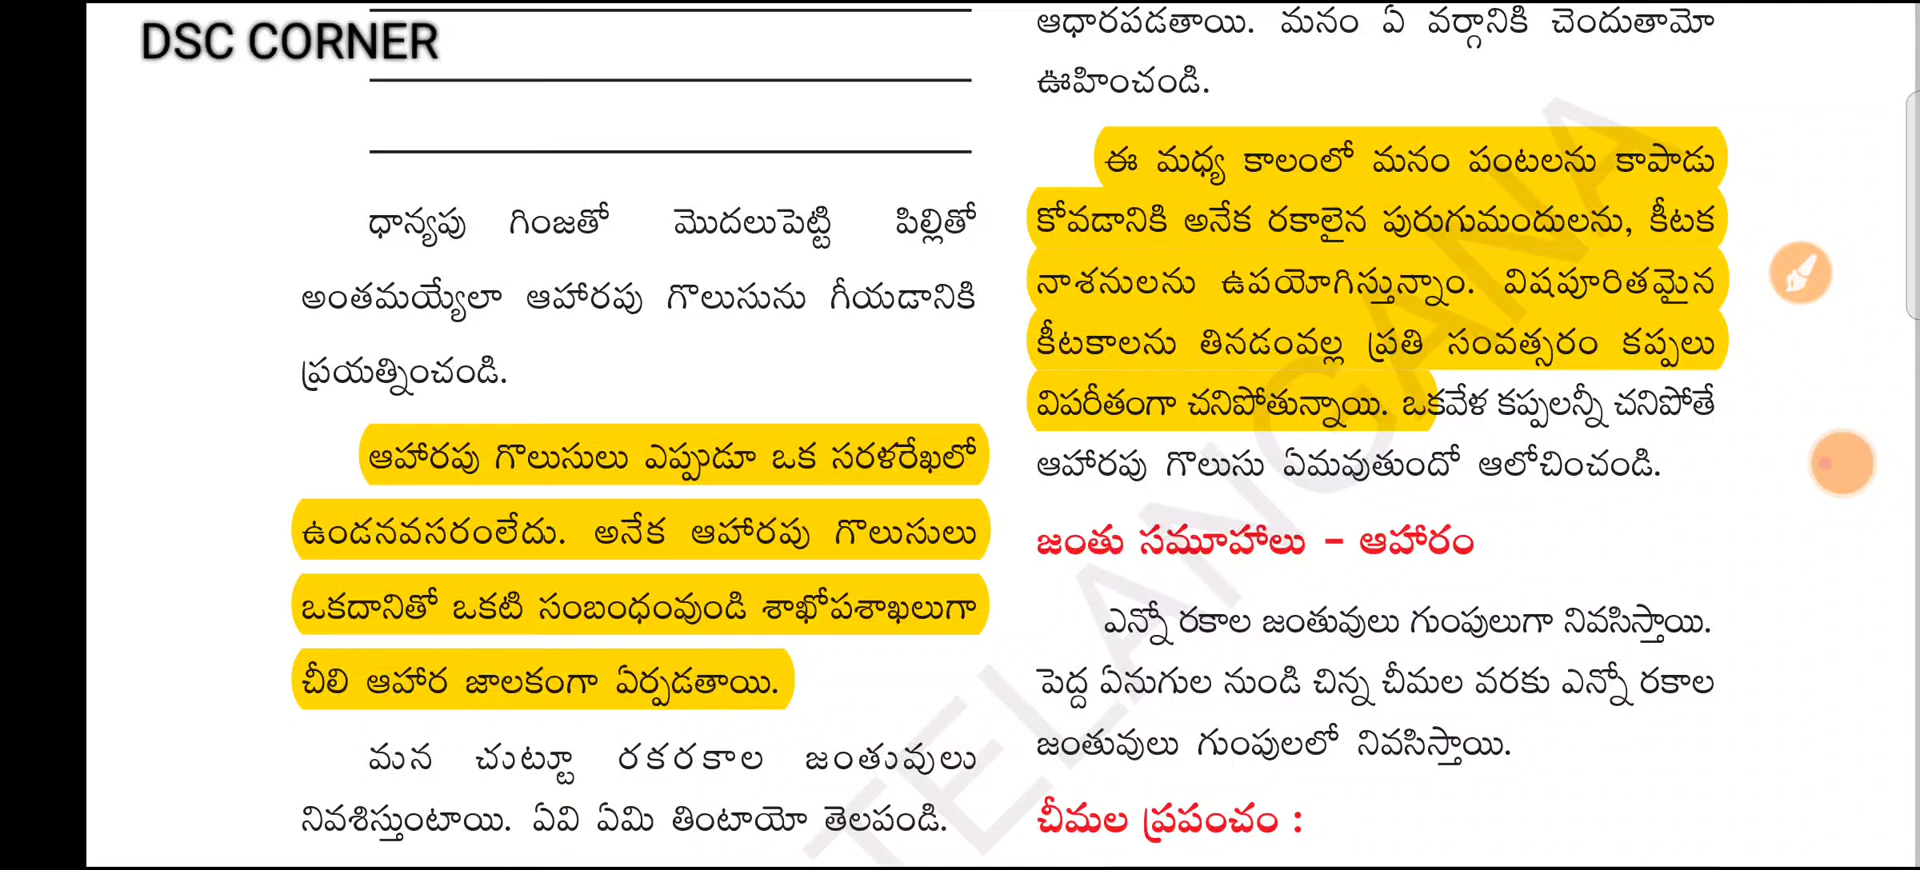 DSC CORNER
ధాన్యపు గింజతో మొదలుపెట్టి పిల్లితో
అంతమయ్యేలా ఆహారపు గొలుసును గీయడానికి
ప్రయత్నించండి.
ఆహారపు గొలుసులు ఎప్పుడూ ఒక సరళరేఖలో
ఉండనవసరంలేదు. అనేక ఆహారపు గొలుసులు
ఒకదానితో ఒకటి సంబంధంవుండి శాఖోపశాఖలుగా
చీలి ఆహార జాలకంగా ఏర్పడతాయి.
మన చుట్టూ రకరకాల జంతువులు
నివశిస్తుంటాయి. ఏవి ఏమి తింటాయో తెలపండి.
ఆధారపడతాయి. మనం ఏ వర్గానికి చెందుతామో
ఊహించండి.
ఈ మధ్య కాలంలో మనం పంటలను కాపాడు
కోవడానికి అనేక రకాలైన పురుగుమందులను, కీటక
నాశనులను ఉపయోగిస్తున్నాం. విషపూరితమైన
కీటకాలను తినడంవల్ల ప్రతి సంవత్సరం కప్పలు
విపరీతంగా చనిపోతున్నాయి. ఒకవేళ కప్పలన్నీ చనిపోతే
ఆహారపు గొలుసు ఏమవుతుందో ఆలోచించండి.
జంతు సమూహాలు - ఆహారం
ఎన్నో రకాల జంతువులు గుంపులుగా నివసిస్తాయి.
పెద్ద ఏనుగుల నుండి చిన్న చీమల వరకు ఎన్నో రకాల
జంతువులు గుంపులలో నివసిస్తాయి.
చీమల ప్రపంచం :
TELANGANA